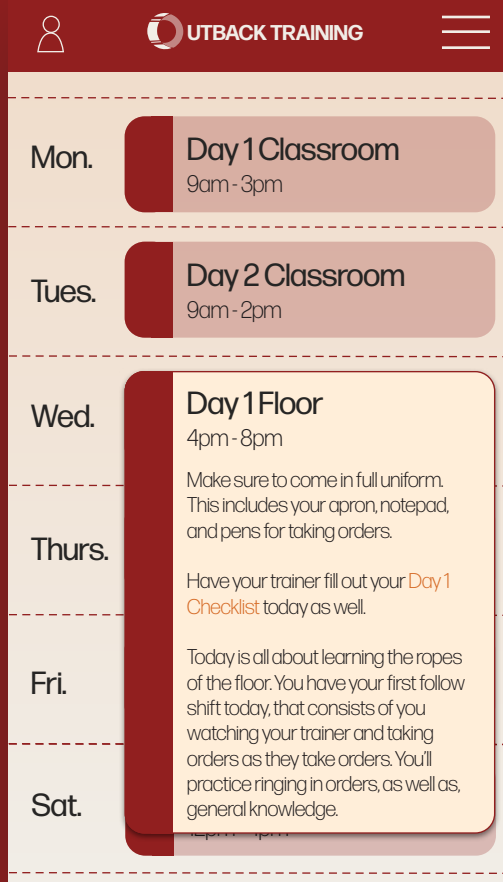 OUTBACK TRAINING
Mon.
Day 1 Classroom
9am - 3pm
Tues.
Day 2 Classroom
9am - 2pm
Wed.
Day 1 Floor
4pm - 8pm
Make sure to come in full uniform.
This includes your apron, notepad,
and pens for taking orders.
Have your trainer fill out your Day 1
Checklist today as well.
Today is all about learning the ropes
of the floor. You have your first follow
shift today, that consists of you
watching your trainer and taking
orders as they take orders. You'll
practice ringing in orders, as well as,
general knowledge.
Thurs.
Fri.
Sat.